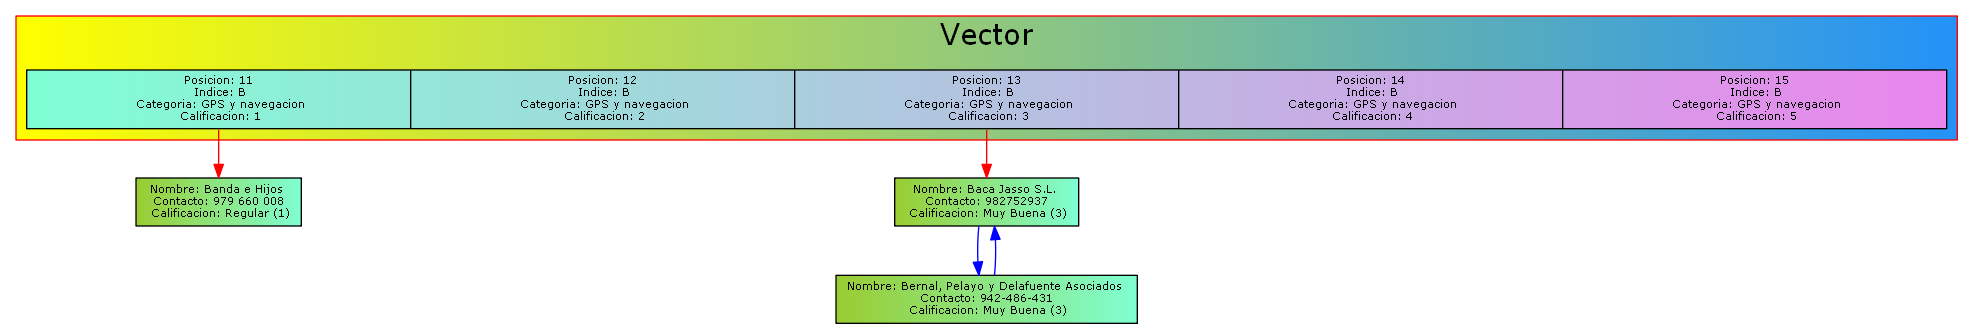 Vector
Posicion: 11
Indice: B
Categoria: GPS y navegacion
Calificacion: 1
Posicion: 12
Indice: B
Categoria: GPS y navegacion
Calificacion: 2
Posicion: 13
Indice: B
Categoria: GPS y navegacion
Calificacion: 3
Posicion: 14
Indice: B
Categoria: GPS y navegacion
Calificacion: 4
Posicion: 15
Indice: B
Categoria: GPS y navegacion
Calificacion: 5
Nombre: Banda e Hijos
Contacto: 979 660 008
Calificacion: Regular (1)
Nombre: Baca Jasso S.L.
Contacto: 982752937
Calificacion: Muy Buena (3)
Nombre: Bernal, Pelayo y Delafuente Asociados
Contacto: 942-486-431
Calificacion: Muy Buena (3)